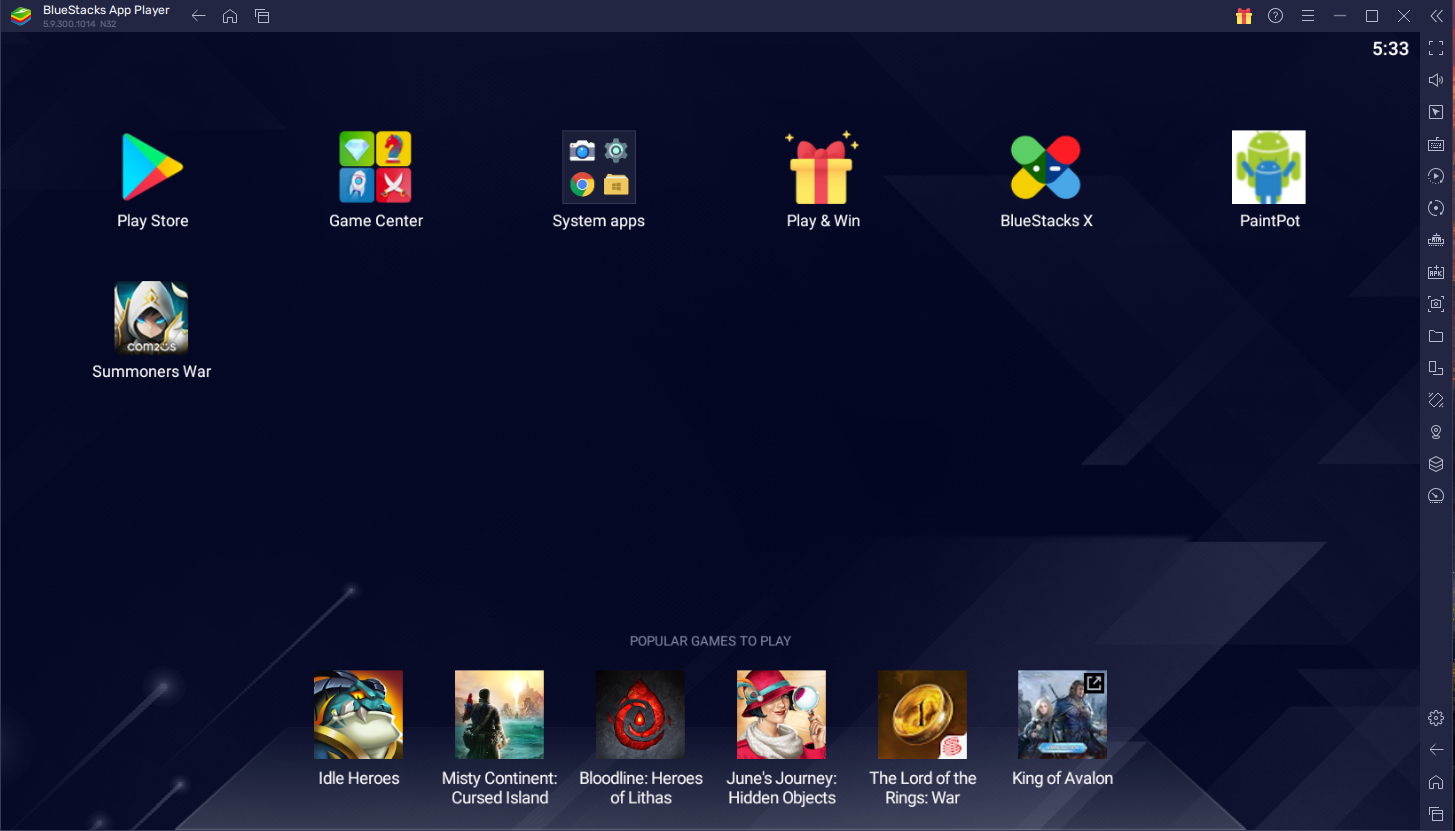 BlueStacks App Player
5.9.300.1014 N32
5:33
Play Store
Game Center
System apps
Play & Win
BlueStacks X
PaintPot
COM2US
Summoners War
POPULAR GAMES TO PLAY
Idle Heroes
Misty Continent:
Cursed Island
Bloodline: Heroes
of Lithas
June's Journey:
Hidden Objects
The Lord of the
Rings: War
King of Avalon
APK